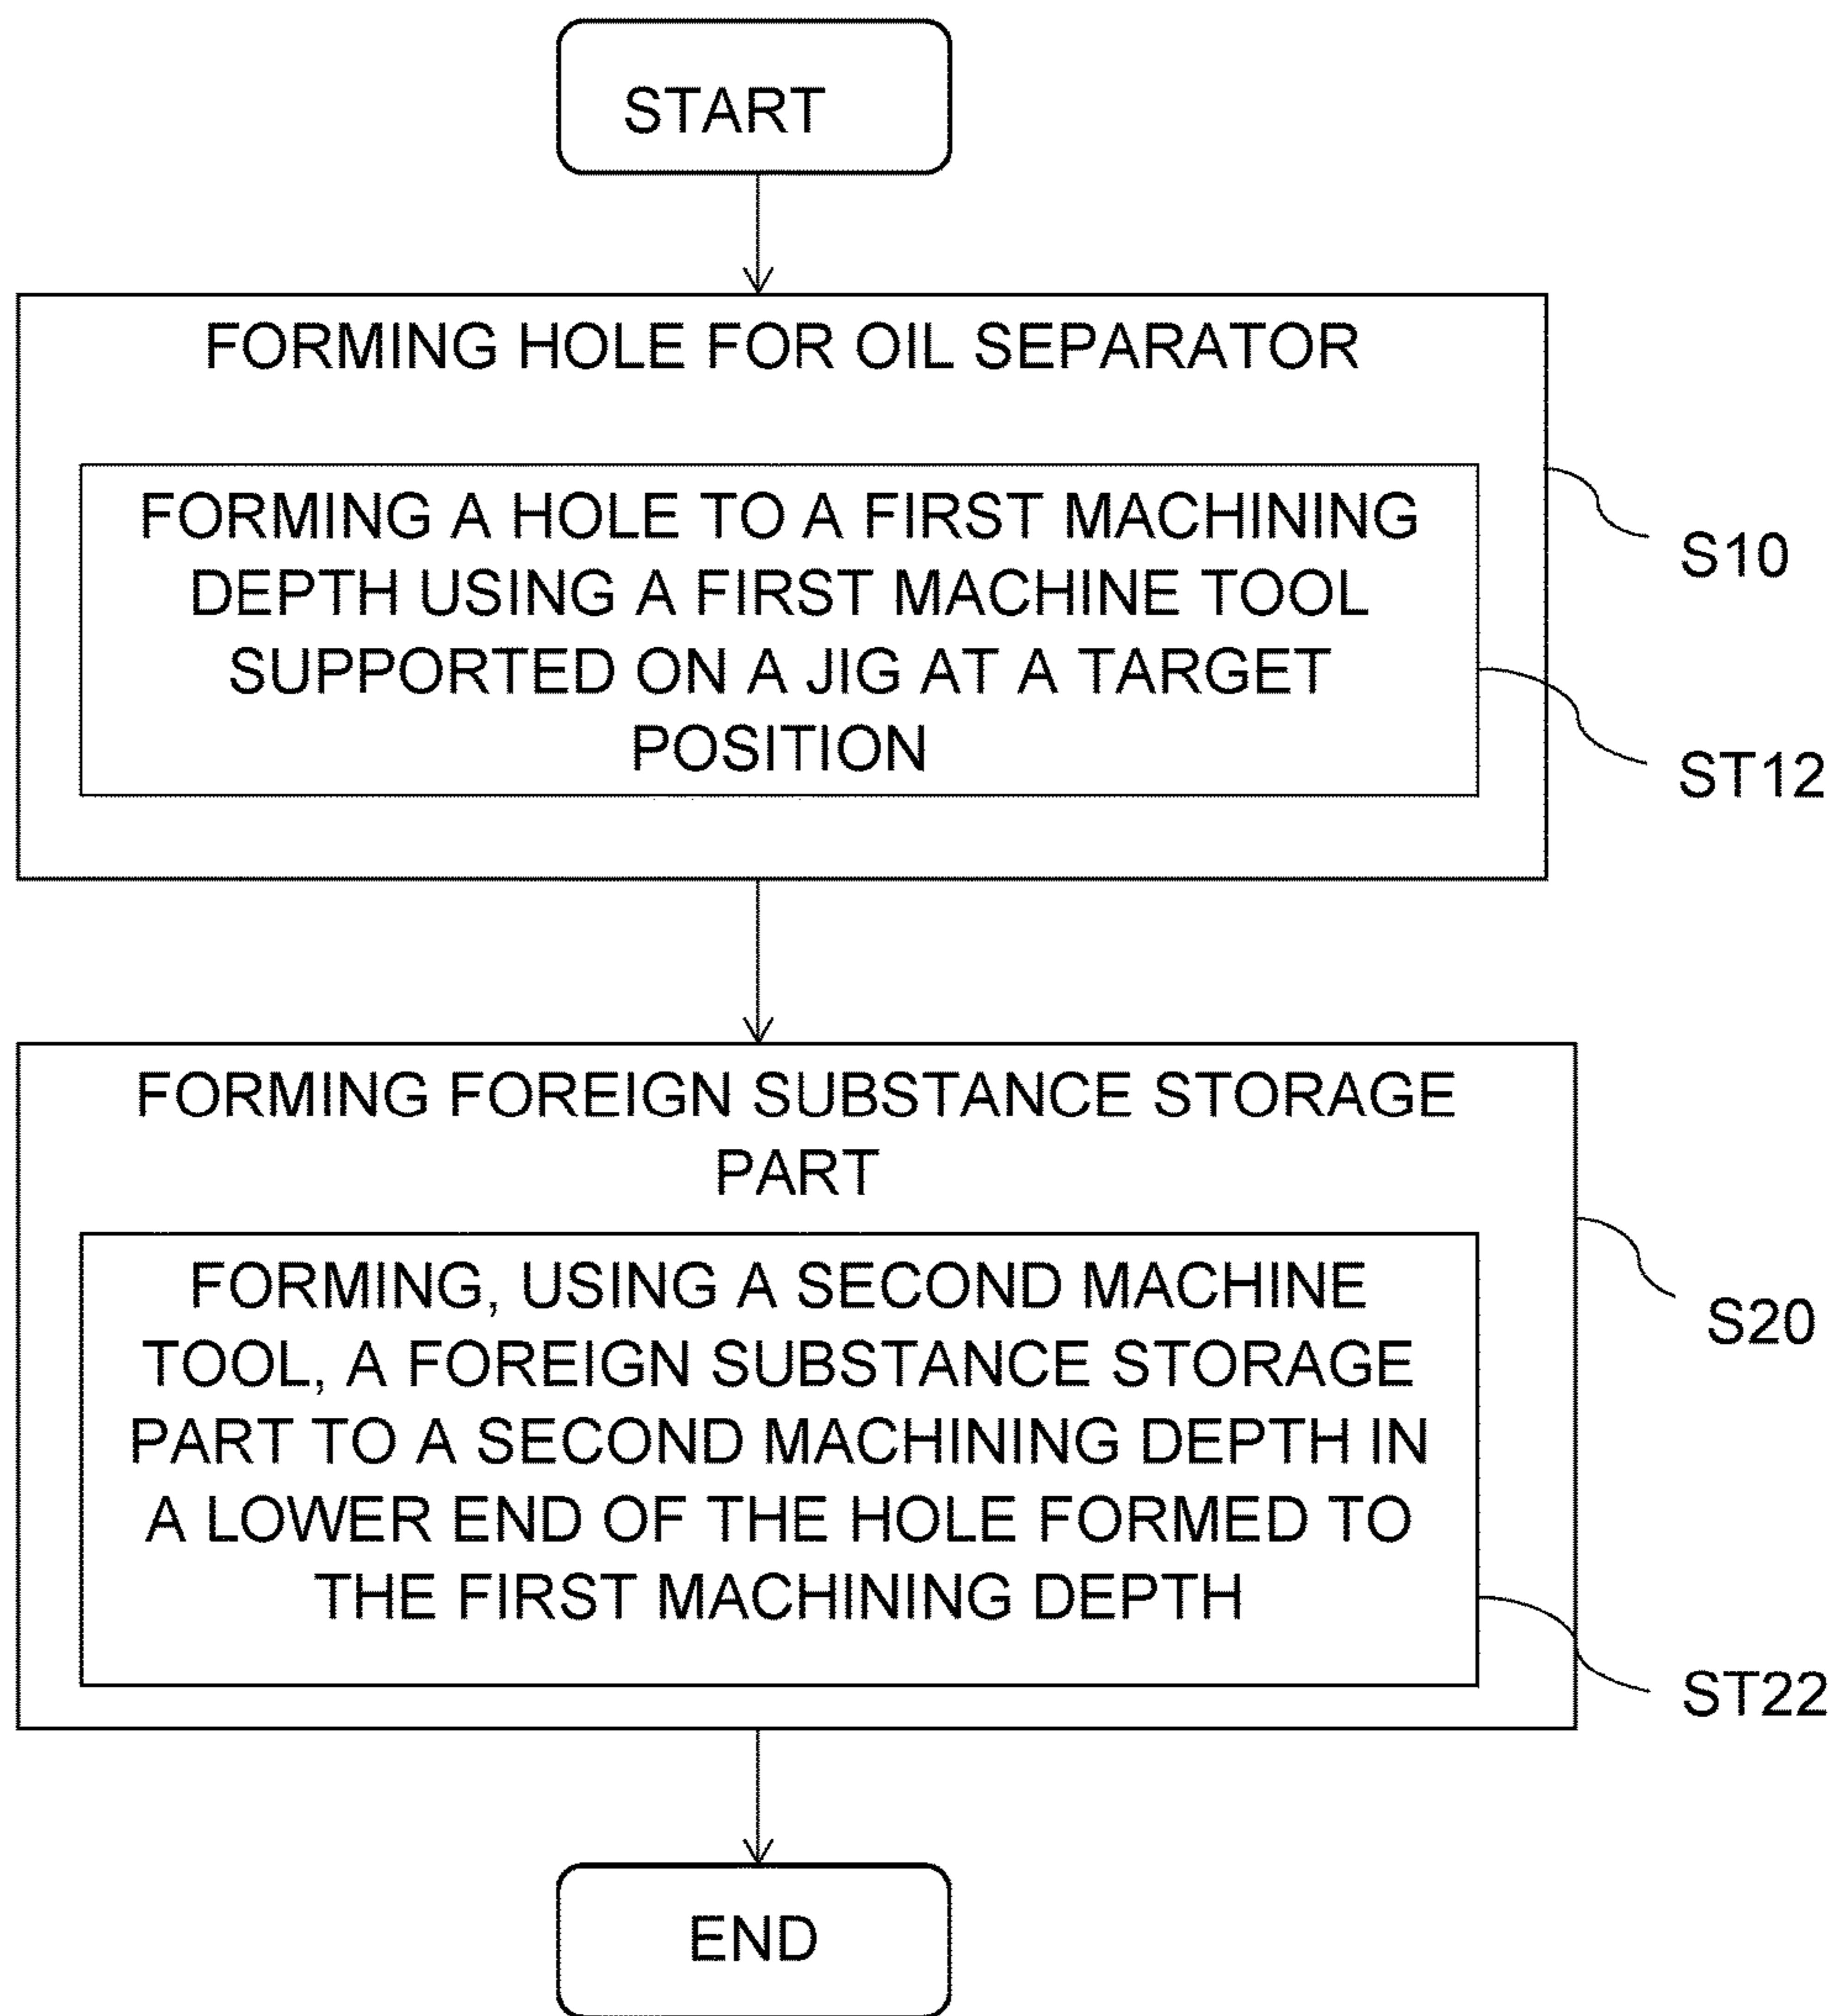 START
FORMING HOLE FOR OIL SEPARATOR
FORMING A HOLE TO A FIRST MACHINING
DEPTH USING A FIRST MACHINE TOOL
SUPPORTED ON A JIG AT A TARGET
POSITION
S10
ST12
FORMING FOREIGN SUBSTANCE STORAGE
PART
FORMING, USING A SECOND MACHINE
TOOL, A FOREIGN SUBSTANCE STORAGE
PART TO A SECOND MACHINING DEPTH IN
A LOWER END OF THE HOLE FORMED TO
THE FIRST MACHINING DEPTH
S20
ST22
END